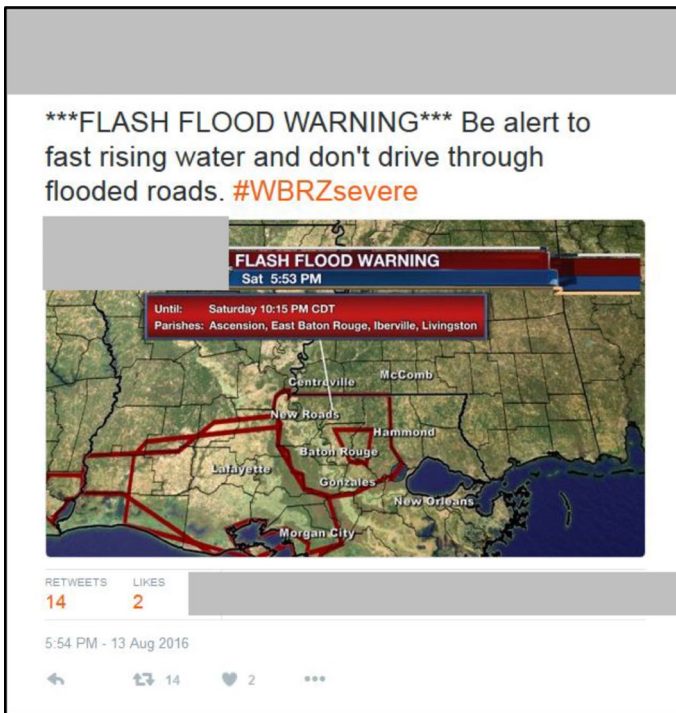 ***FLASH FLOOD WARNING*** Be alert to
fast rising water and don't drive through
flooded roads. #WBRZsevere
FLASH FLOOD WARNING
Sat 5:53 PM
Until: Saturday 10:15 PM CDT
Parishes: Ascension, East Baton Rouge, Iberville, Livingston
Centreville
McComb
New Roads
Hammond
Baton Rouge
Lafayette
Gonzales
New Orleans
Morgan City
RETWEETS LIKES
14 2
5:54 PM - 13 Aug 2016
14 2